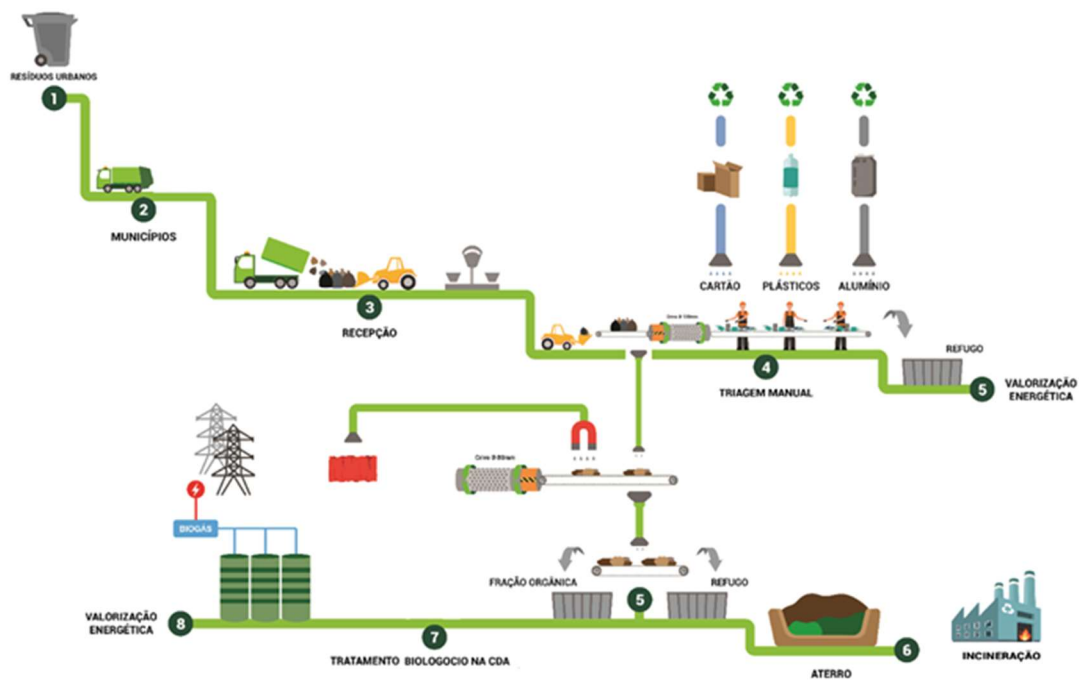 RESÍDUOS URBANOS
1
2
MUNICÍPIOS
3
RECEPÇÃO
CARTÃO
PLÁSTICOS
ALUMÍNIO
4
TRIAGEM MANUAL
REFUGO
5
VALORIZAÇÃO
ENERGÉTICA
BIOGÁS
FRAÇÃO ORGÂNICA
REFUGO
5
VALORIZAÇÃO
ENERGÉTICA
8
7
TRATAMENTO BIOLOGOCIO NA CDA
6
ATERRO
INCINERAÇÃO